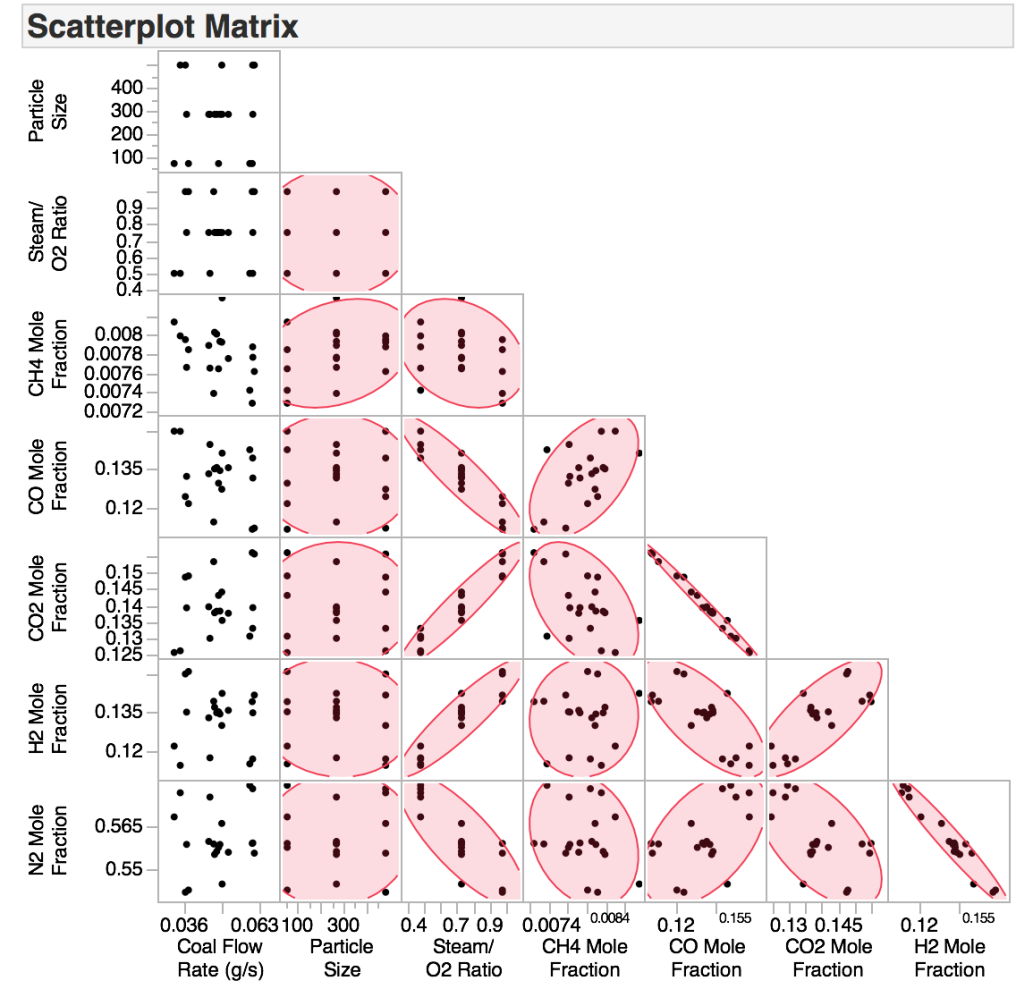 Scatterplot Matrix
Particle
Size
400
300
200
100
Steam/
O2 Ratio
0.9
0.8
0.7
0.6
0.5
0.4
CH4 Mole
Fraction
0.008
0.0078
0.0076
0.0074
0.0072
CO Mole
Fraction
0.135
0.12
CO2 Mole
Fraction
0.15
0.145
0.14
0.135
0.13
0.125
H2 Mole
Fraction
0.135
0.12
N2 Mole
Fraction
0.565
0.55
0.036 0.063 100 300 0.4 0.7 0.9 0.0074 0.0084 0.12 0.155 0.13 0.145 0.12 0.155
Coal Flow Particle Steam/ CH4 Mole CO Mole CO2 Mole H2 Mole
Rate (g/s) Size O2 Ratio Fraction Fraction Fraction Fraction